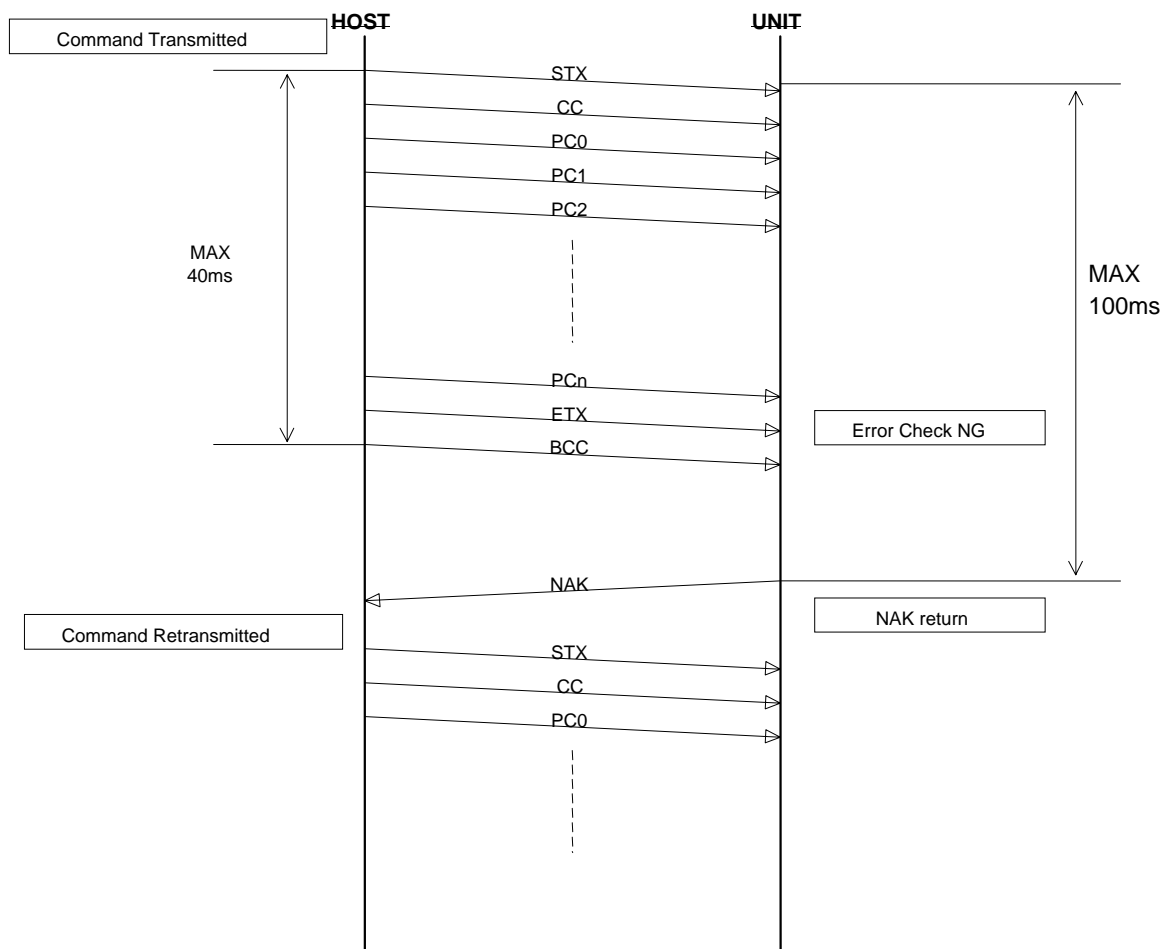 HOST
UNIT
Command Transmitted
STX
CC
PC0
PC1
PC2
MAX
40ms
MAX
100ms
PCn
ETX
Error Check NG
BCC
NAK
NAK return
Command Retransmitted
STX
CC
PC0